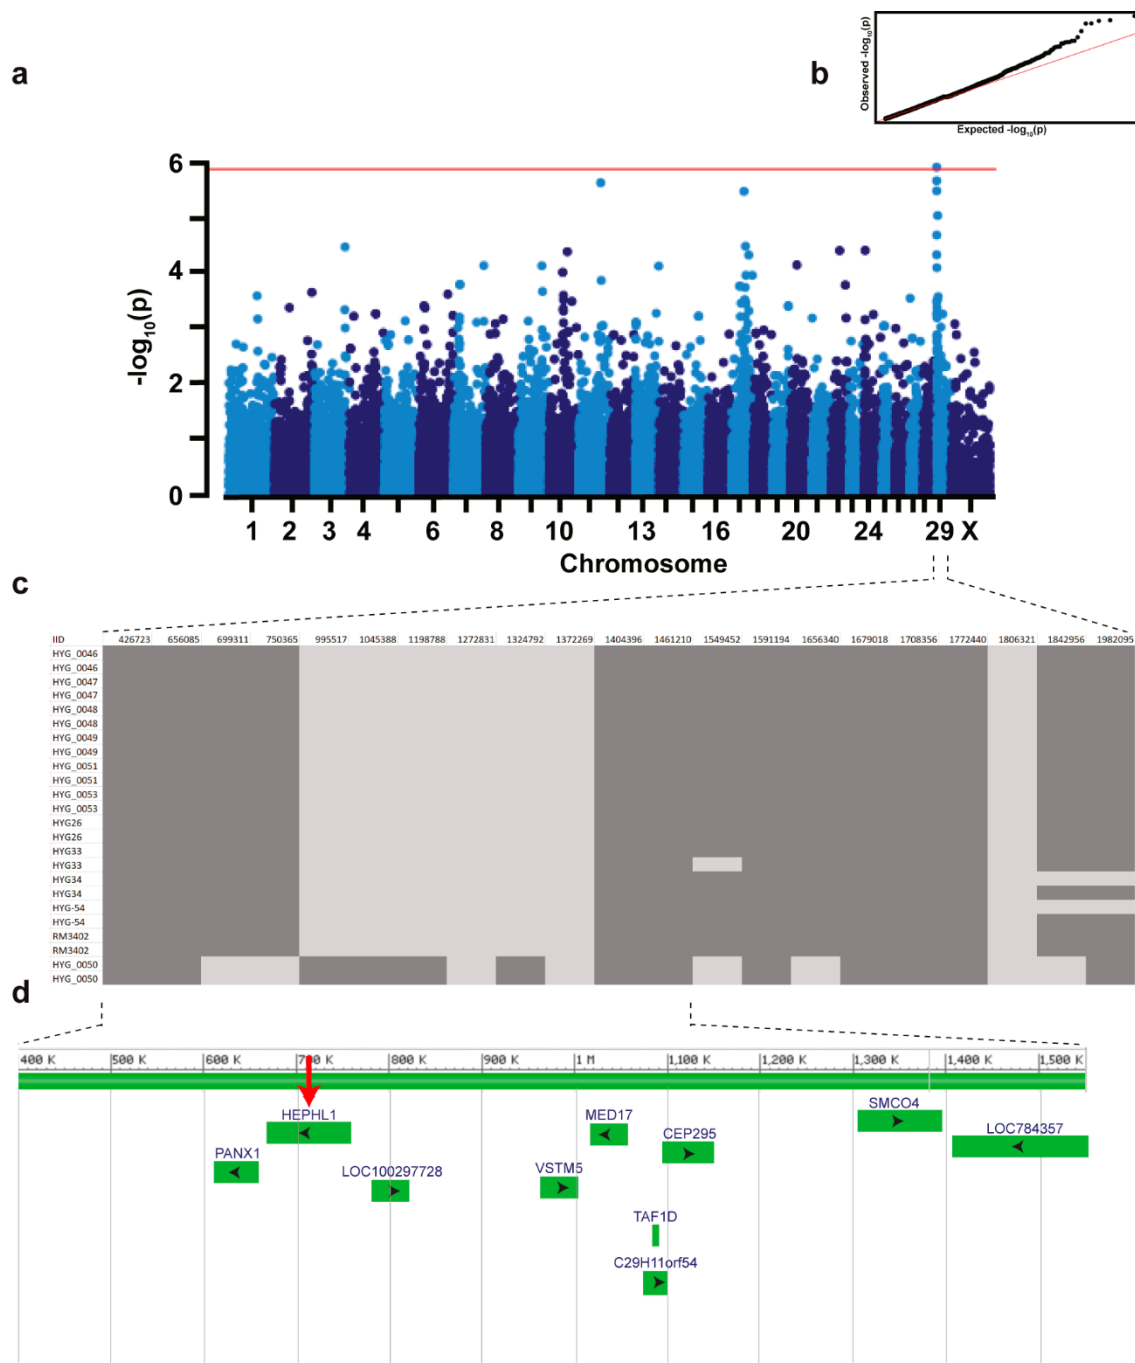 a
b
Observed -log10(p)
Expected -log10(p)
-log10(p)
6
4
2
0
1 2 3 4 6 8 10 13 16 20 24 29 X
Chromosome
c
IID 426723 656085 699311 750365 995517 1045388 1198788 1272831 1324792 1372269 1404396 1461210 1549452 1591194 1656340 1679018 1708356 1772440 1806321 1842956 1982095
HYG_0046
HYG_0046
HYG_0047
HYG_0047
HYG_0048
HYG_0048
HYG_0049
HYG_0049
HYG_0051
HYG_0051
HYG_0053
HYG_0053
HYG26
HYG26
HYG33
HYG33
HYG34
HYG34
HYG-54
HYG-54
RM3402
RM3402
HYG_0050
HYG_0050
d
400 K 500 K 600 K 700 K 800 K 900 K 1 M 1,100 K 1,200 K 1,300 K 1,400 K 1,500 K
HEPHL1 MED17 SMCO4
PANX1 CEP295 LOC784357
LOC100297728 VSTM5
TAF1D
C29H11orf54